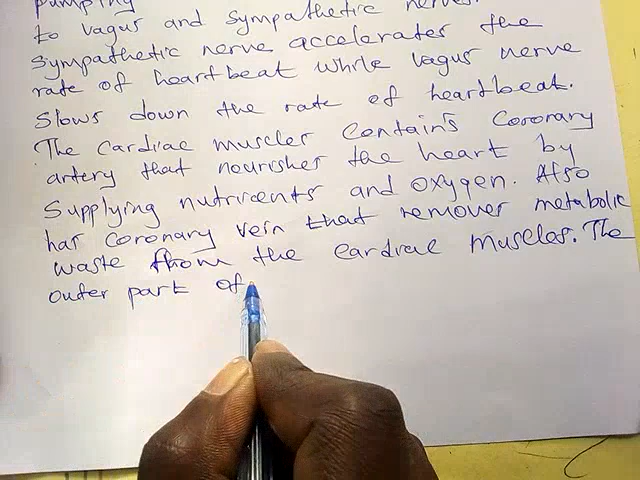 pumping
to vagus and sympathetic nerves.
sympathetic nerve accelerates the
rate of heartbeat while vagus nerve
slows down the rate of heartbeat.
The cardiac muscles contains coronary
artery that nourishes the heart by
supplying nutrients and oxygen. Also
has coronary vein that removes metabolic
waste from the cardiac muscles. The
outer part of